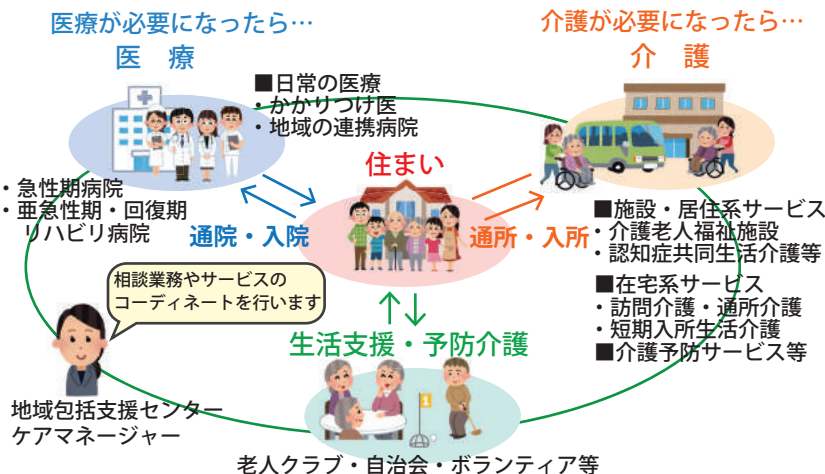 医療が必要になったら…
医　療
■日常の医療
・かかりつけ医
・地域の連携病院
・急性期病院
・亜急性期・回復期
リハビリ病院
通院・入院
住まい
介護が必要になったら…
介　護
通所・入所
■施設・居住系サービス
・介護老人福祉施設
・認知症共同生活介護等
■在宅系サービス
・訪問介護・通所介護
・短期入所生活介護
■介護予防サービス等
相談業務やサービスの
コーディネートを行います
地域包括支援センター
ケアマネージャー
生活支援・予防介護
1
老人クラブ・自治会・ボランティア等